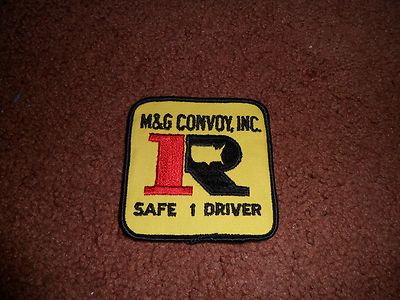 M&G CONVOY, INC.
1R
SAFE 1 DRIVER